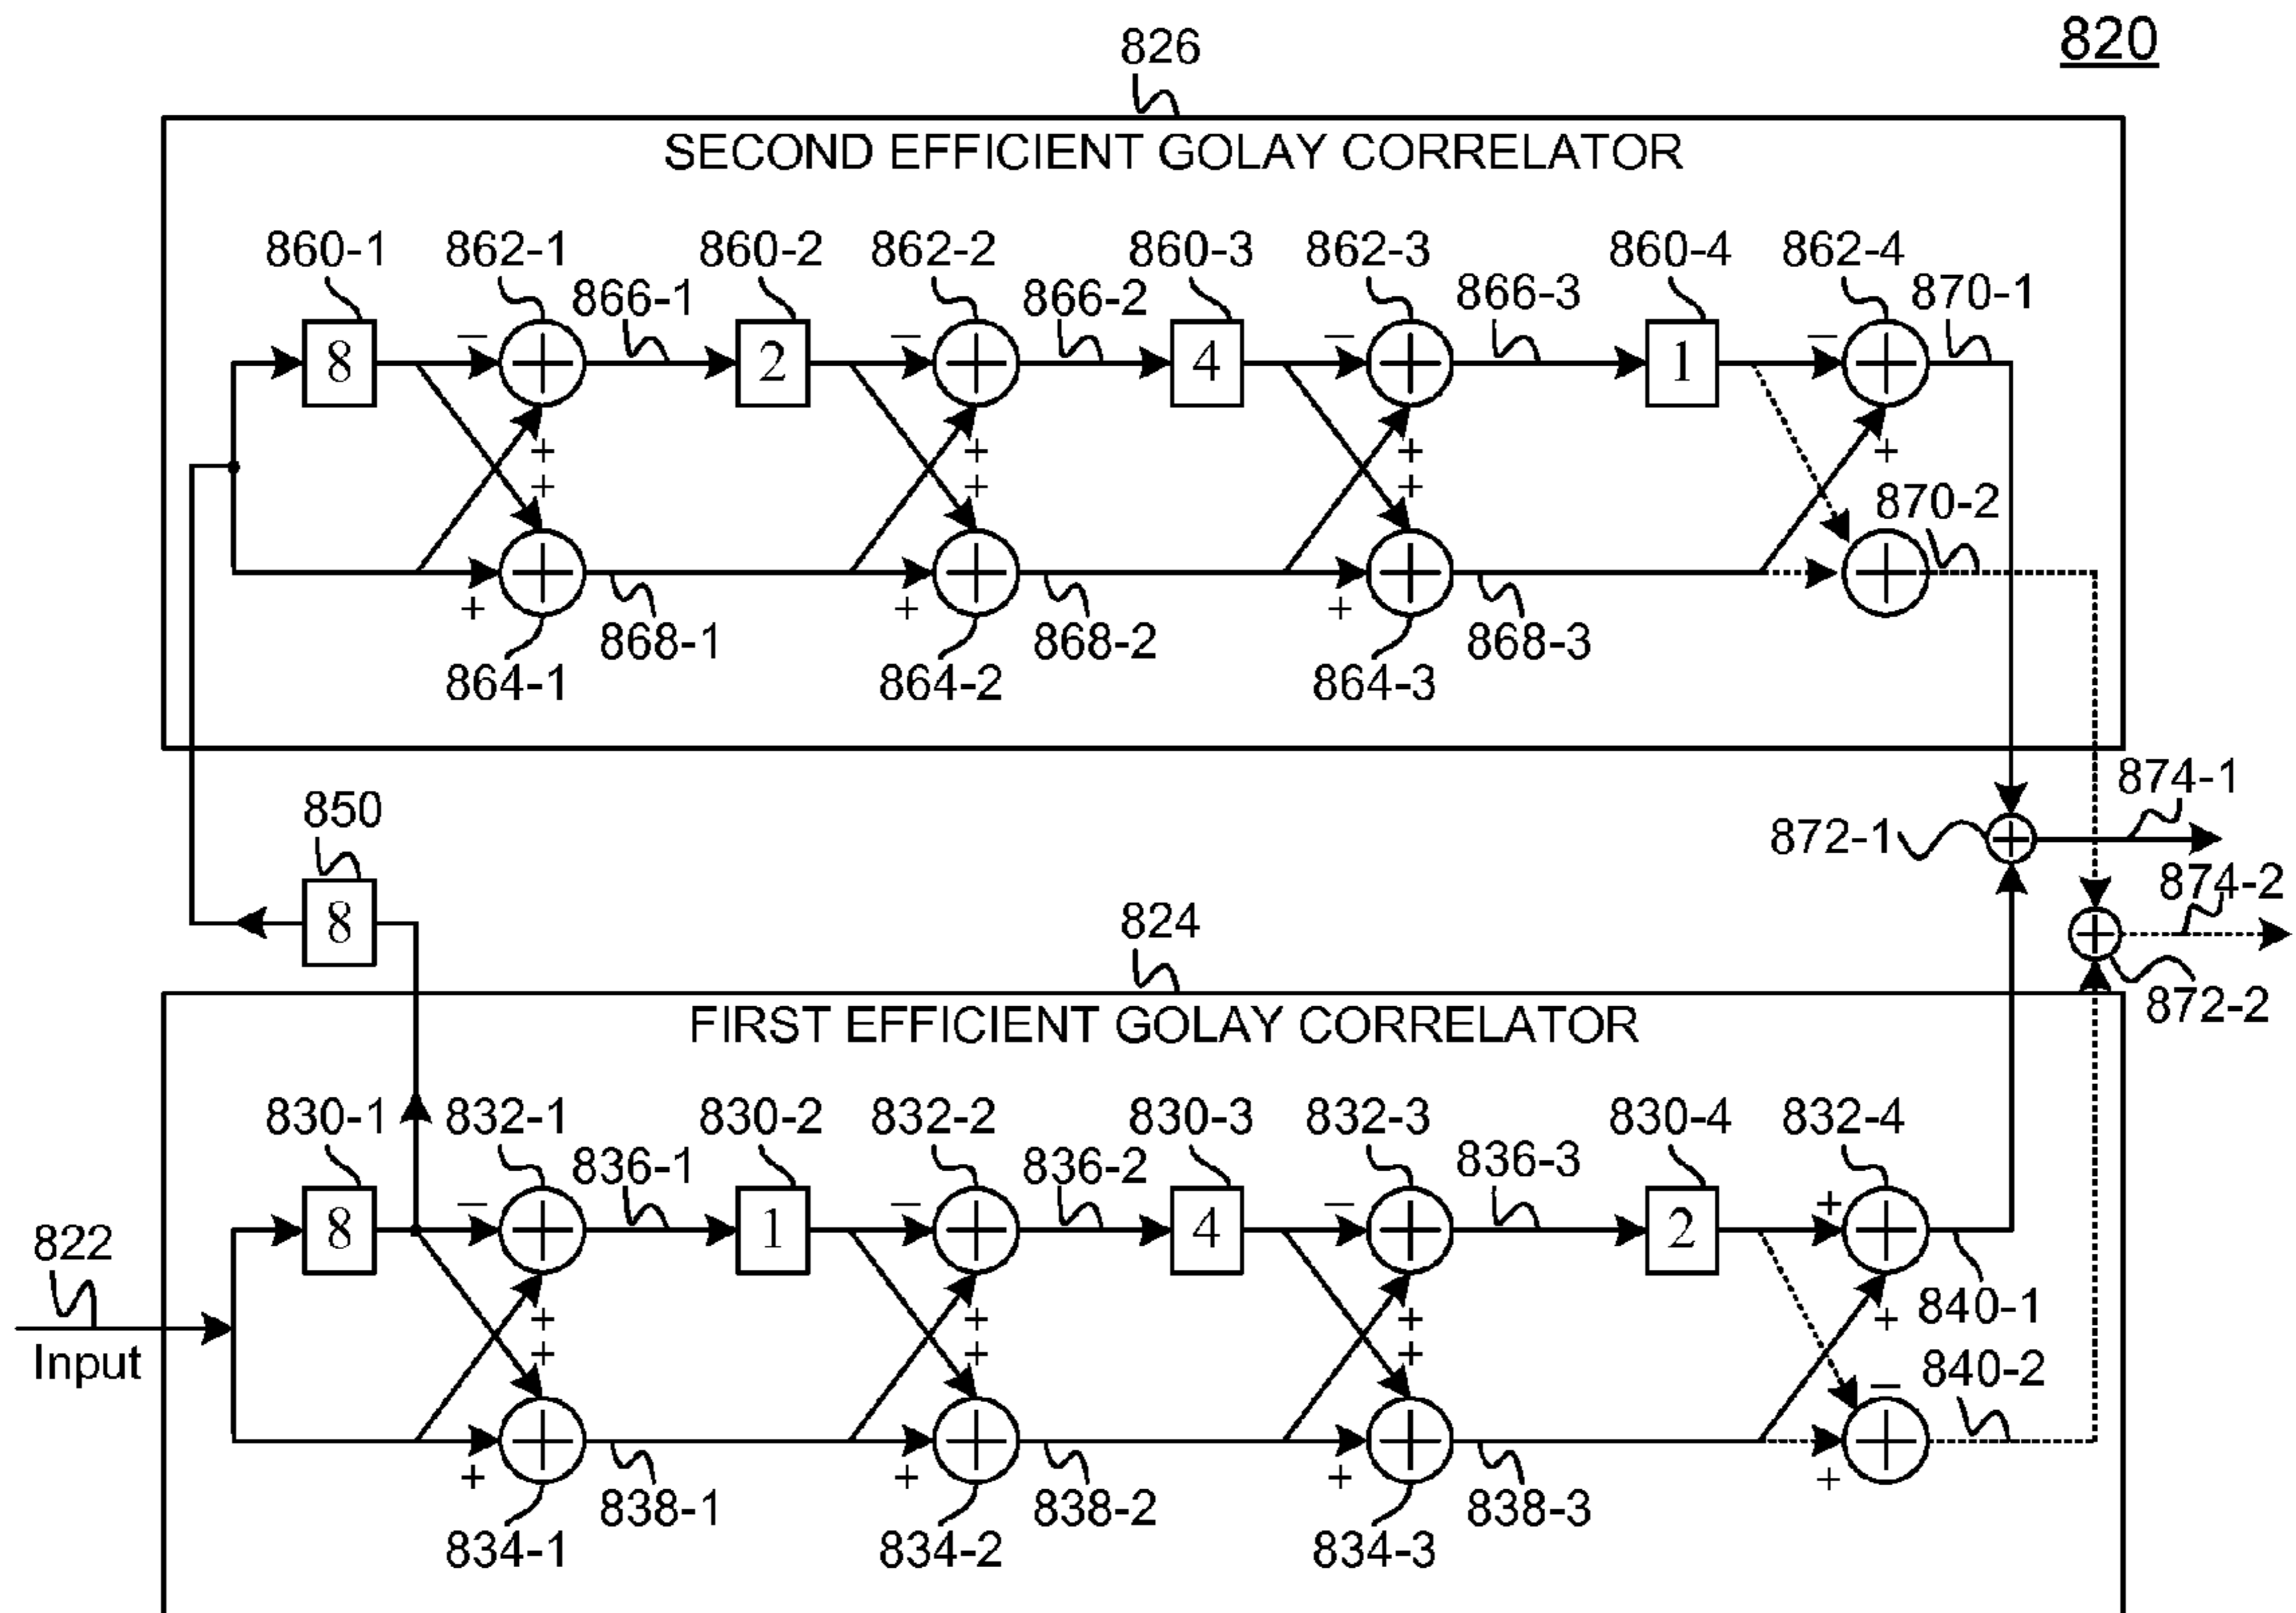 820
826
SECOND EFFICIENT GOLAY CORRELATOR
860-1 862-1 860-2 862-2 860-3 862-3 860-4 862-4
866-1 866-2 866-3 870-1
8 − 2 − 4 − 1 −
+ + + +
+ + +
870-2
+ + +
868-1 868-2 868-3
864-1 864-2 864-3
850
874-1
872-1
8
874-2
824
872-2
FIRST EFFICIENT GOLAY CORRELATOR
830-1 832-1 830-2 832-2 830-3 832-3 830-4 832-4
836-1 836-2 836-3
822
8 − 1 − 4 − 2 +
840-1
+ + + +
Input
+ + +
840-2
−
+ + + +
838-1 838-2 838-3
834-1 834-2 834-3